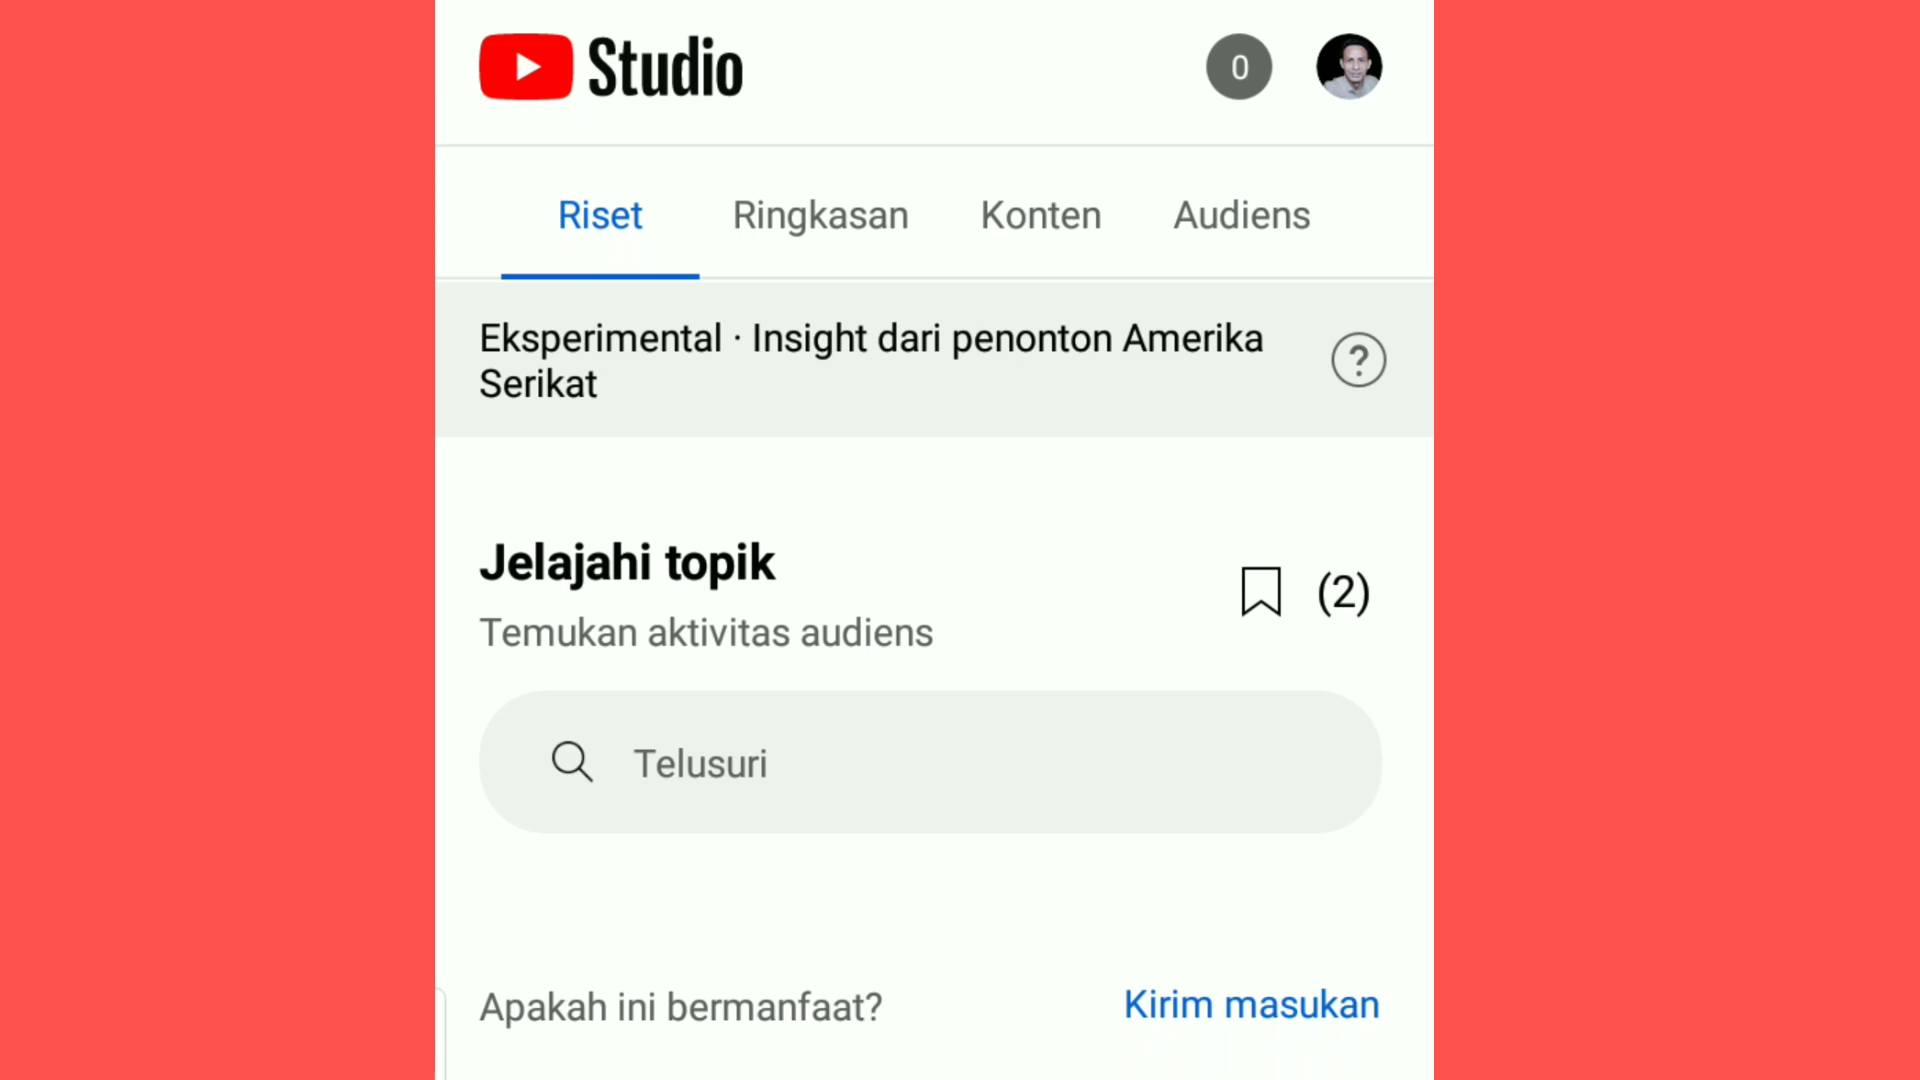 Studio
0
Riset Ringkasan Konten Audiens
Eksperimental · Insight dari penonton Amerika
Serikat
?
Jelajahi topik
(2)
Temukan aktivitas audiens
Telusuri
Apakah ini bermanfaat? Kirim masukan